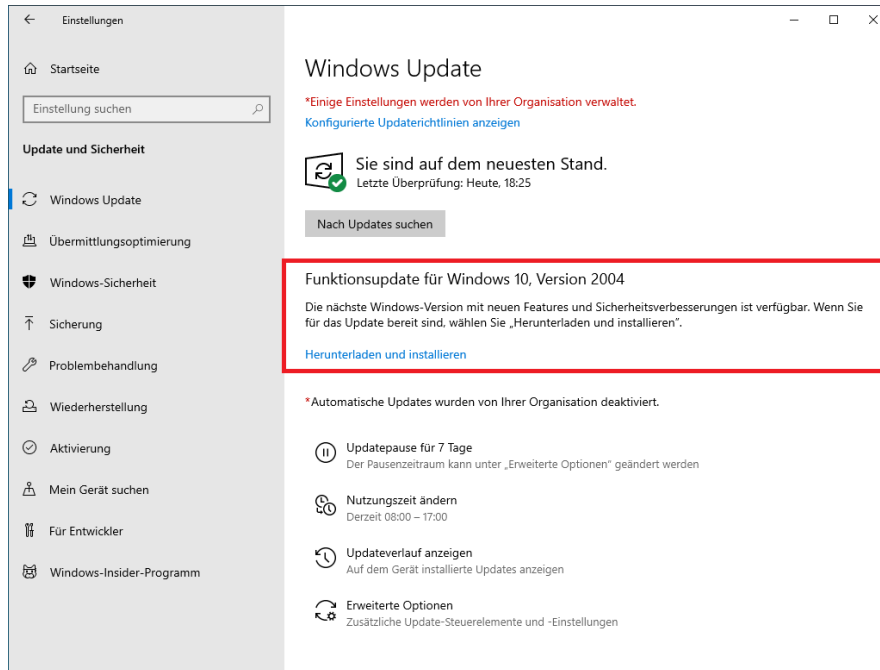 Einstellungen
Startseite
Einstellung suchen
Update und Sicherheit
Windows Update
Übermittlungsoptimierung
Windows-Sicherheit
Sicherung
Problembehandlung
Wiederherstellung
Aktivierung
Mein Gerät suchen
Für Entwickler
Windows-Insider-Programm
Windows Update
*Einige Einstellungen werden von Ihrer Organisation verwaltet.
Konfigurierte Updaterichtlinien anzeigen
Sie sind auf dem neuesten Stand.
Letzte Überprüfung: Heute, 18:25
Nach Updates suchen
Funktionsupdate für Windows 10, Version 2004
Die nächste Windows-Version mit neuen Features und Sicherheitsverbesserungen ist verfügbar. Wenn Sie
für das Update bereit sind, wählen Sie „Herunterladen und installieren“.
Herunterladen und installieren
*Automatische Updates wurden von Ihrer Organisation deaktiviert.
Updatepause für 7 Tage
Der Pausenzeitraum kann unter „Erweiterte Optionen“ geändert werden
Nutzungszeit ändern
Derzeit 08:00 – 17:00
Updateverlauf anzeigen
Auf dem Gerät installierte Updates anzeigen
Erweiterte Optionen
Zusätzliche Update-Steuerelemente und -Einstellungen